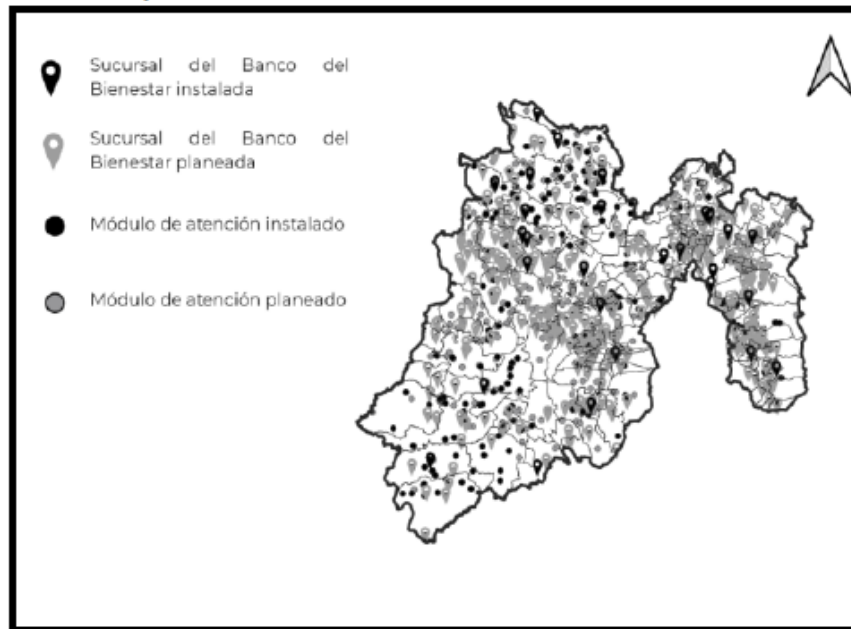 Sucursal del Banco del
Bienestar instalada
Sucursal del Banco del
Bienestar planeada
Módulo de atención instalado
Módulo de atención planeado